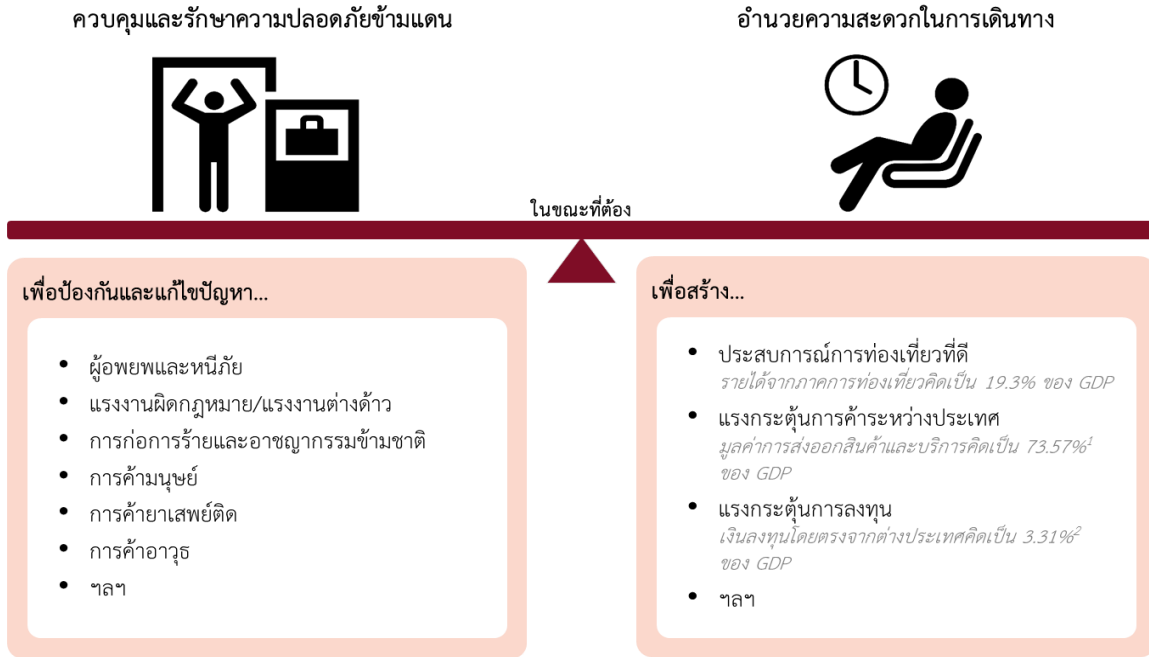 ควบคุมและรักษาความปลอดภัยข้ามแดน
อำนวยความสะดวกในการเดินทาง
ในขณะที่ต้อง
เพื่อป้องกันและแก้ไขปัญหา...
• ผู้อพยพและหนีภัย
• แรงงานผิดกฎหมาย/แรงงานต่างด้าว
• การก่อการร้ายและอาชญากรรมข้ามชาติ
• การค้ามนุษย์
• การค้ายาเสพย์ติด
• การค้าอาวุธ
• ฯลฯ
เพื่อสร้าง...
• ประสบการณ์การท่องเที่ยวที่ดี
รายได้จากภาคการท่องเที่ยวคิดเป็น 19.3% ของ GDP
• แรงกระตุ้นการค้าระหว่างประเทศ
มูลค่าการส่งออกสินค้าและบริการคิดเป็น 73.57%¹
ของ GDP
• แรงกระตุ้นการลงทุน
เงินลงทุนโดยตรงจากต่างประเทศคิดเป็น 3.31%²
ของ GDP
• ฯลฯ